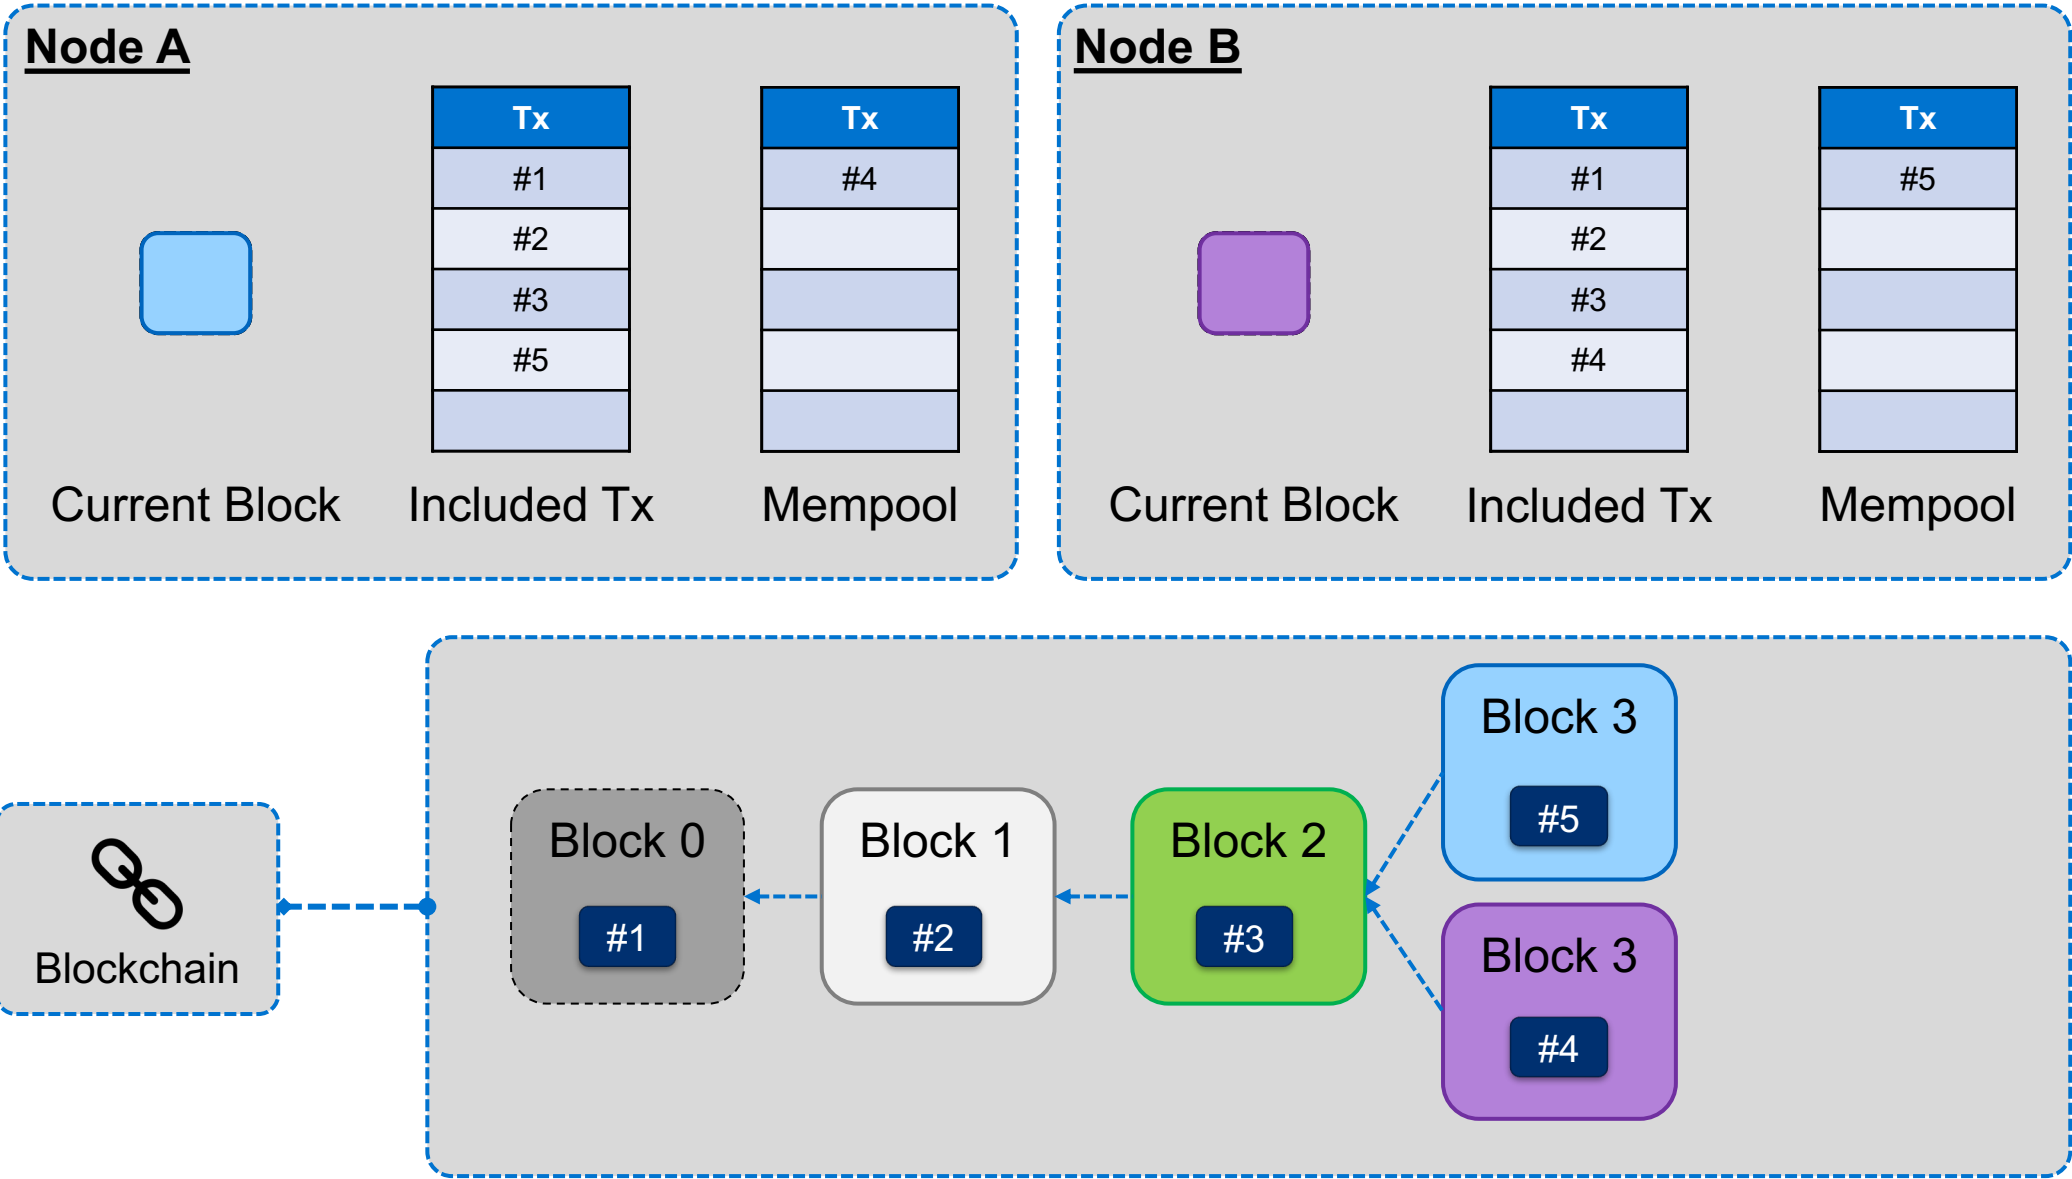 Node A
Tx
#1
#2
#3
#5
Tx
#4
Current Block
Included Tx
Mempool
Node B
Tx
#1
#2
#3
#4
Tx
#5
Current Block
Included Tx
Mempool
Blockchain
Block 0
#1
Block 1
#2
Block 2
#3
Block 3
#5
Block 3
#4